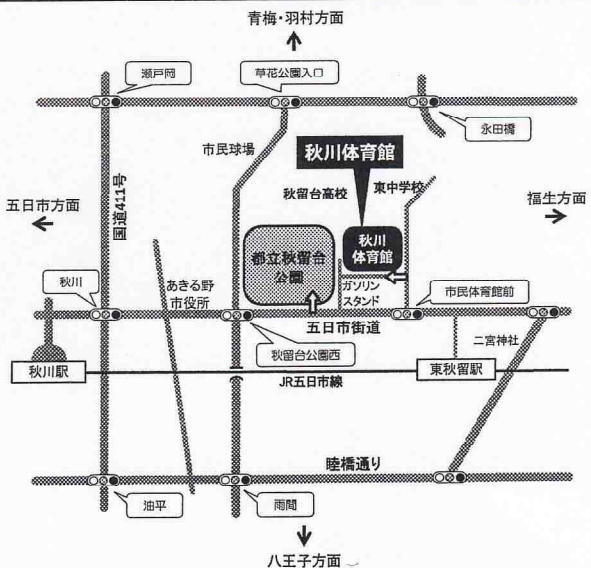 青梅・羽村方面
瀬戸岡
草花公園入口
永田橋
市民球場
秋川体育館
秋留台高校
東中学校
国道411号
五日市方面
福生方面
都立秋留台
公園
秋川
体育館
秋川
あきる野
市役所
ガソリン
スタンド
市民体育館前
五日市街道
秋留台公園西
二宮神社
秋川駅
JR五日市線
東秋留駅
睦橋通り
油平
雨間
八王子方面